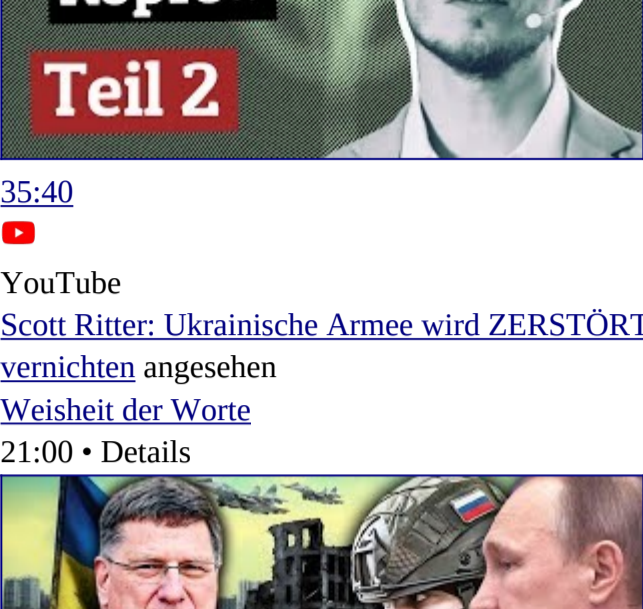 Teil 2
35:40
YouTube
Scott Ritter: Ukrainische Armee wird ZERSTÖRT
vernichten angesehen
Weisheit der Worte
21:00 • Details